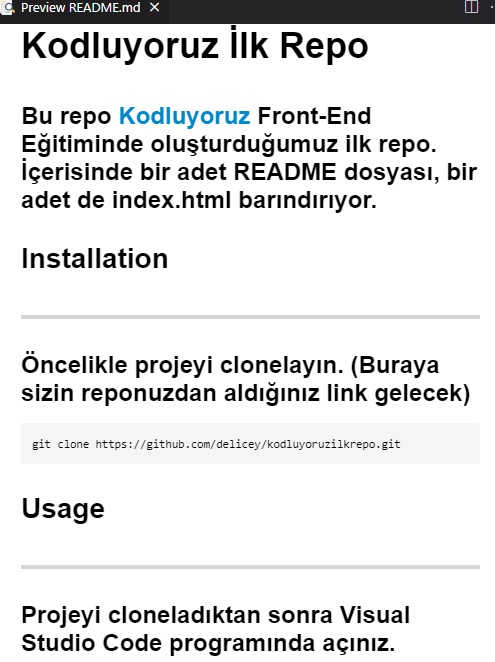 Preview README.md
Kodluyoruz İlk Repo
Bu repo Kodluyoruz Front-End
Eğitiminde oluşturduğumuz ilk repo.
İçerisinde bir adet README dosyası, bir
adet de index.html barındırıyor.
Installation
Öncelikle projeyi clonelayın. (Buraya
sizin reponuzdan aldığınız link gelecek)
git clone https://github.com/delicey/kodluyoruzilkrepo.git
Usage
Projeyi cloneladıktan sonra Visual
Studio Code programında açınız.